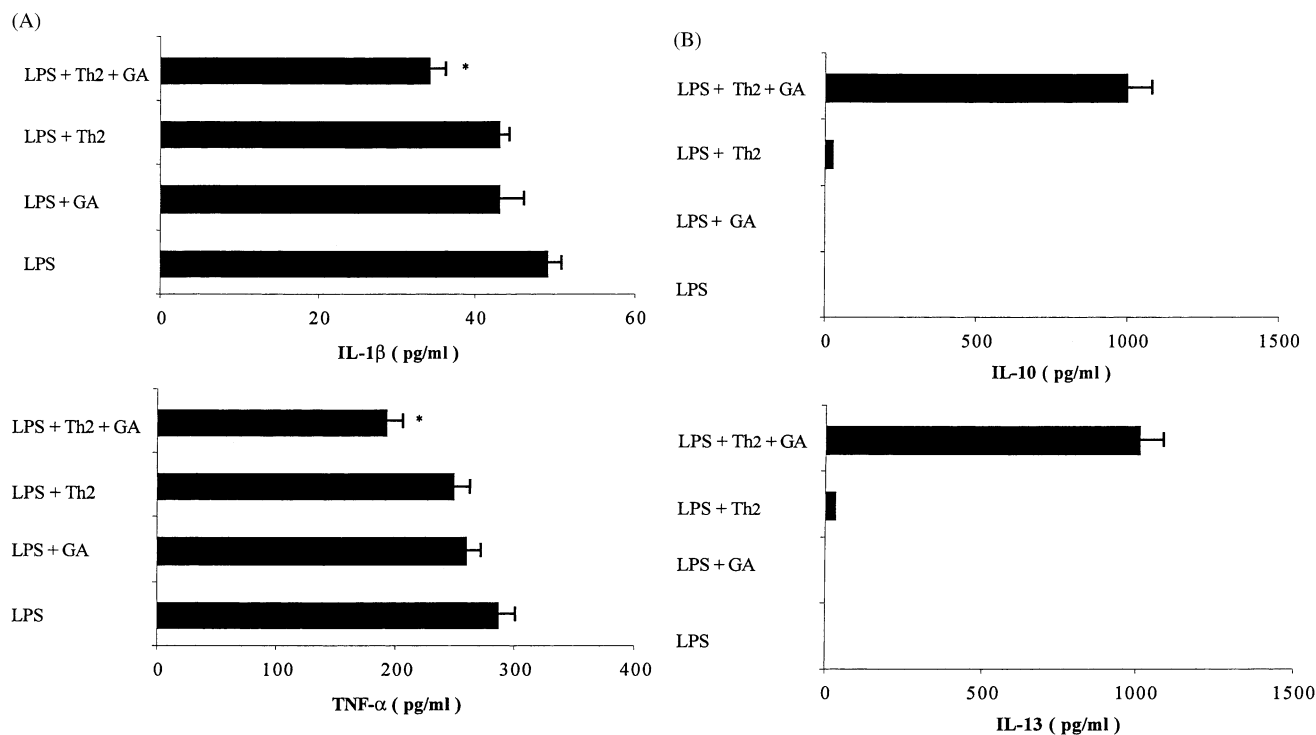 (A)
LPS + Th2 + GA
*
LPS + Th2
LPS + GA
LPS
0 20 40 60
IL-1β ( pg/ml )
LPS + Th2 + GA
*
LPS + Th2
LPS + GA
LPS
0 100 200 300 400
TNF-α ( pg/ml )
(B)
LPS + Th2 + GA
LPS + Th2
LPS + GA
LPS
0 500 1000 1500
IL-10 ( pg/ml )
LPS + Th2 + GA
LPS + Th2
LPS + GA
LPS
0 500 1000 1500
IL-13 ( pg/ml )